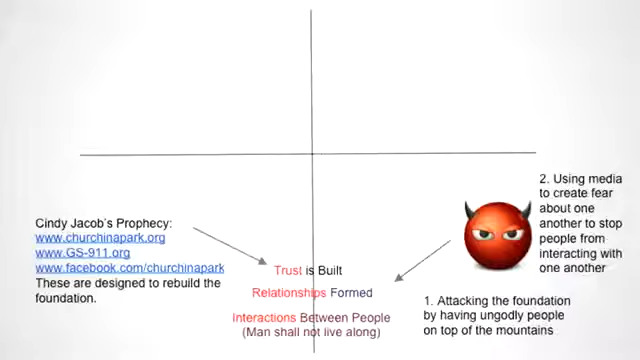 Cindy Jacob's Prophecy:
www.churchinapark.org
www.GS-911.org
www.facebook.com/churchinapark
These are designed to rebuild the
foundation.
Trust is Built
Relationships Formed
Interactions Between People
(Man shall not live along)
2. Using media
to create fear
about one
another to stop
people from
interacting with
one another
1. Attacking the foundation
by having ungodly people
on top of the mountains